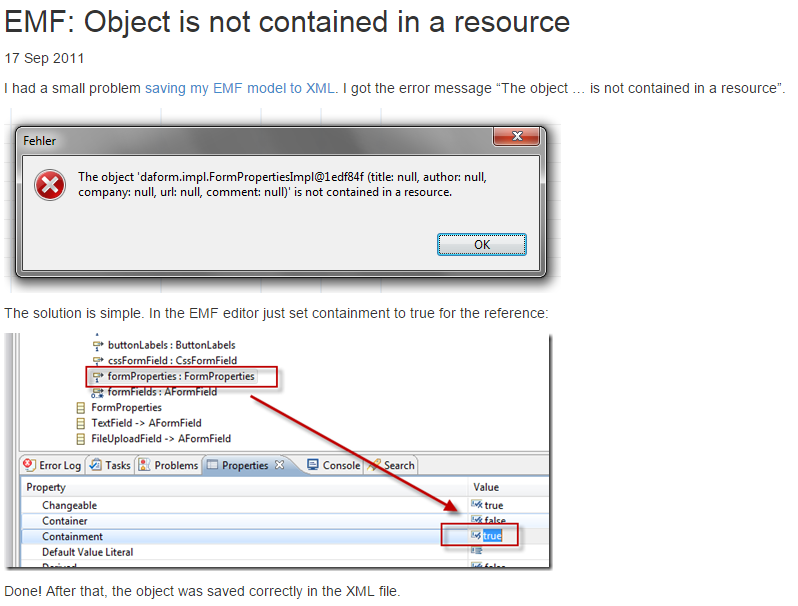 EMF: Object is not contained in a resource
17 Sep 2011
I had a small problem saving my EMF model to XML. I got the error message “The object … is not contained in a resource”.
Fehler
The object 'daform.impl.FormPropertiesImpl@1edf84f (title: null, author: null,
company: null, url: null, comment: null)' is not contained in a resource.
OK
The solution is simple. In the EMF editor just set containment to true for the reference:
buttonLabels : ButtonLabels
cssFormField : CssFormField
formProperties : FormProperties
formFields : AFormField
FormProperties
TextField -> AFormField
FileUploadField -> AFormField
Error Log Tasks Problems Properties Console Search
Property Value
Changeable true
Container false
Containment true
Default Value Literal
Derived false
Done! After that, the object was saved correctly in the XML file.